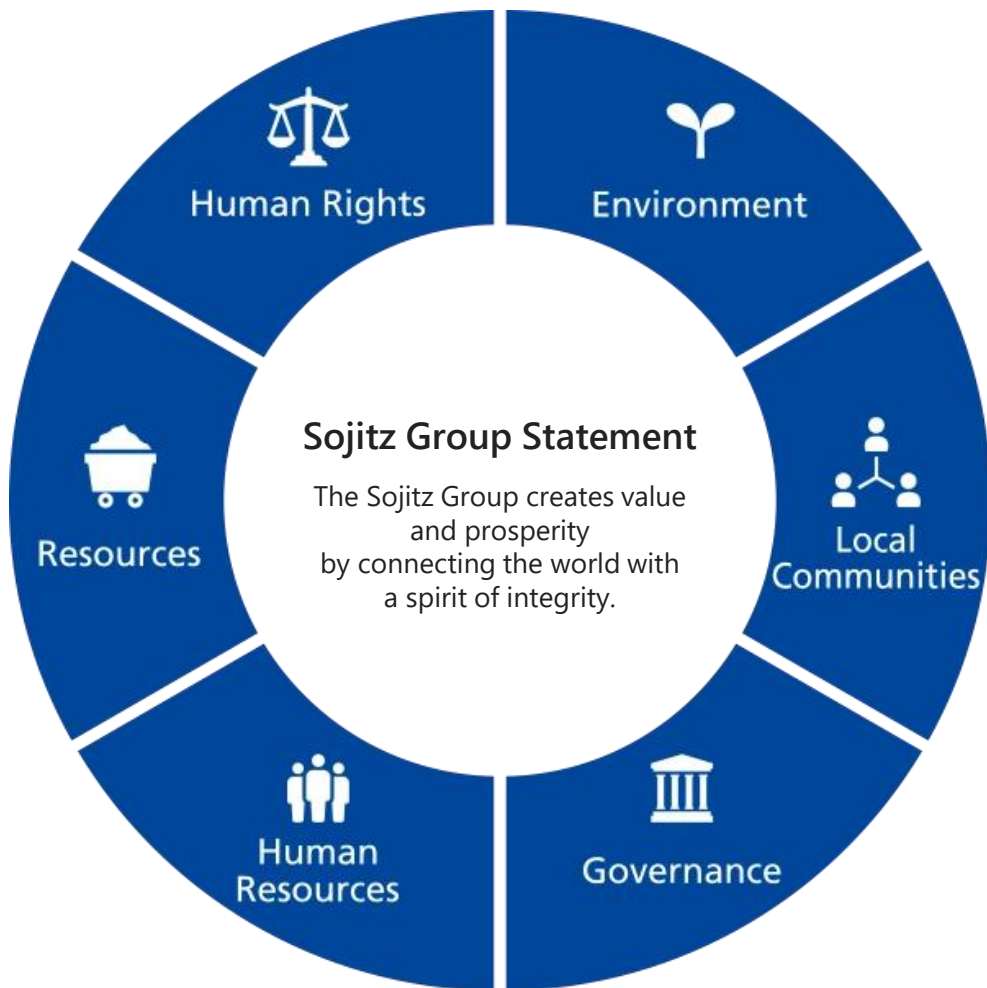 Human Rights
Environment
Sojitz Group Statement
The Sojitz Group creates value
and prosperity
by connecting the world with
a spirit of integrity.
Resources
Local
Communities
Human
Resources
Governance